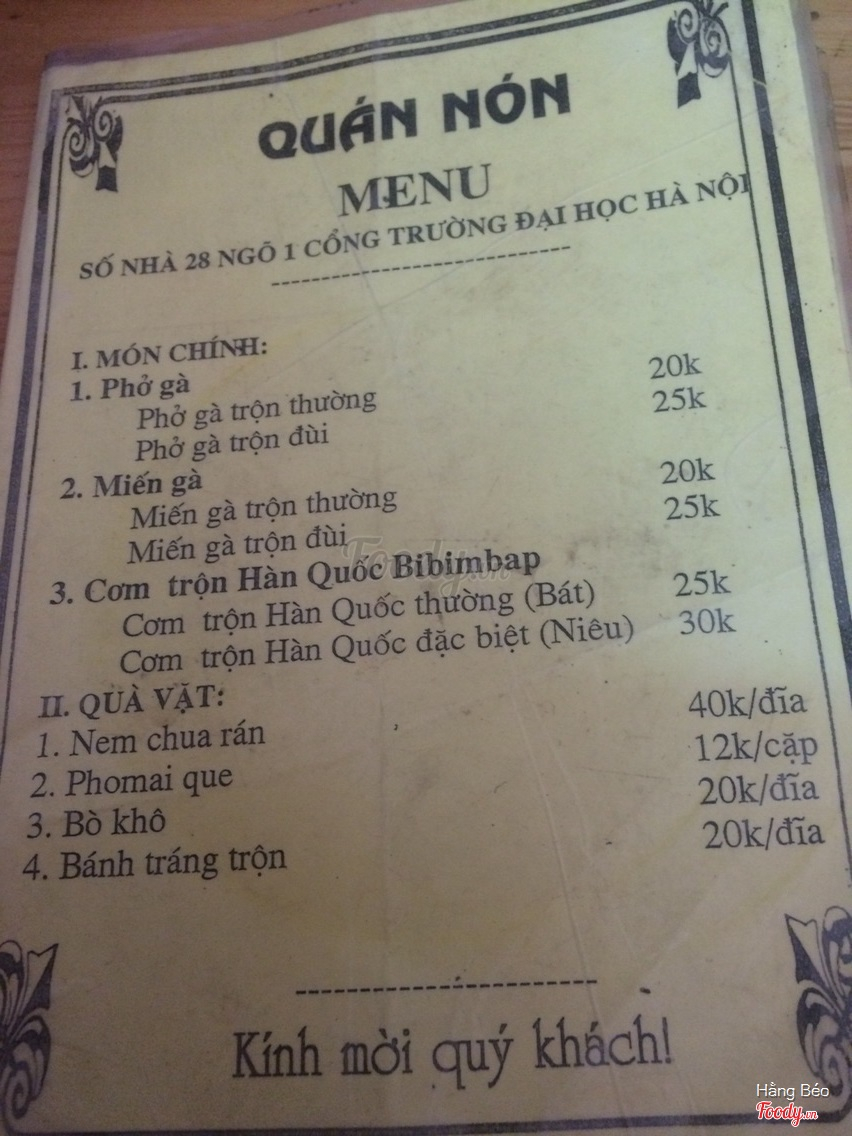 QUÁN NÓN
MENU
SỐ NHÀ 28 NGÕ 1 CỔNG TRƯỜNG ĐẠI HỌC HÀ NỘI
I. MÓN CHÍNH:
1. Phở gà
Phở gà trộn thường 20k
Phở gà trộn đùi 25k
2. Miến gà
Miến gà trộn thường 20k
Miến gà trộn đùi 25k
3. Cơm trộn Hàn Quốc Bibimbap
Cơm trộn Hàn Quốc thường (Bát) 25k
Cơm trộn Hàn Quốc đặc biệt (Niêu) 30k
II. QUÀ VẶT:
1. Nem chua rán 40k/đĩa
2. Phomai que 12k/cặp
3. Bò khô 20k/đĩa
4. Bánh tráng trộn 20k/đĩa
Kính mời quý khách!
Foody.vn
Hằng Béo
Foody.vn